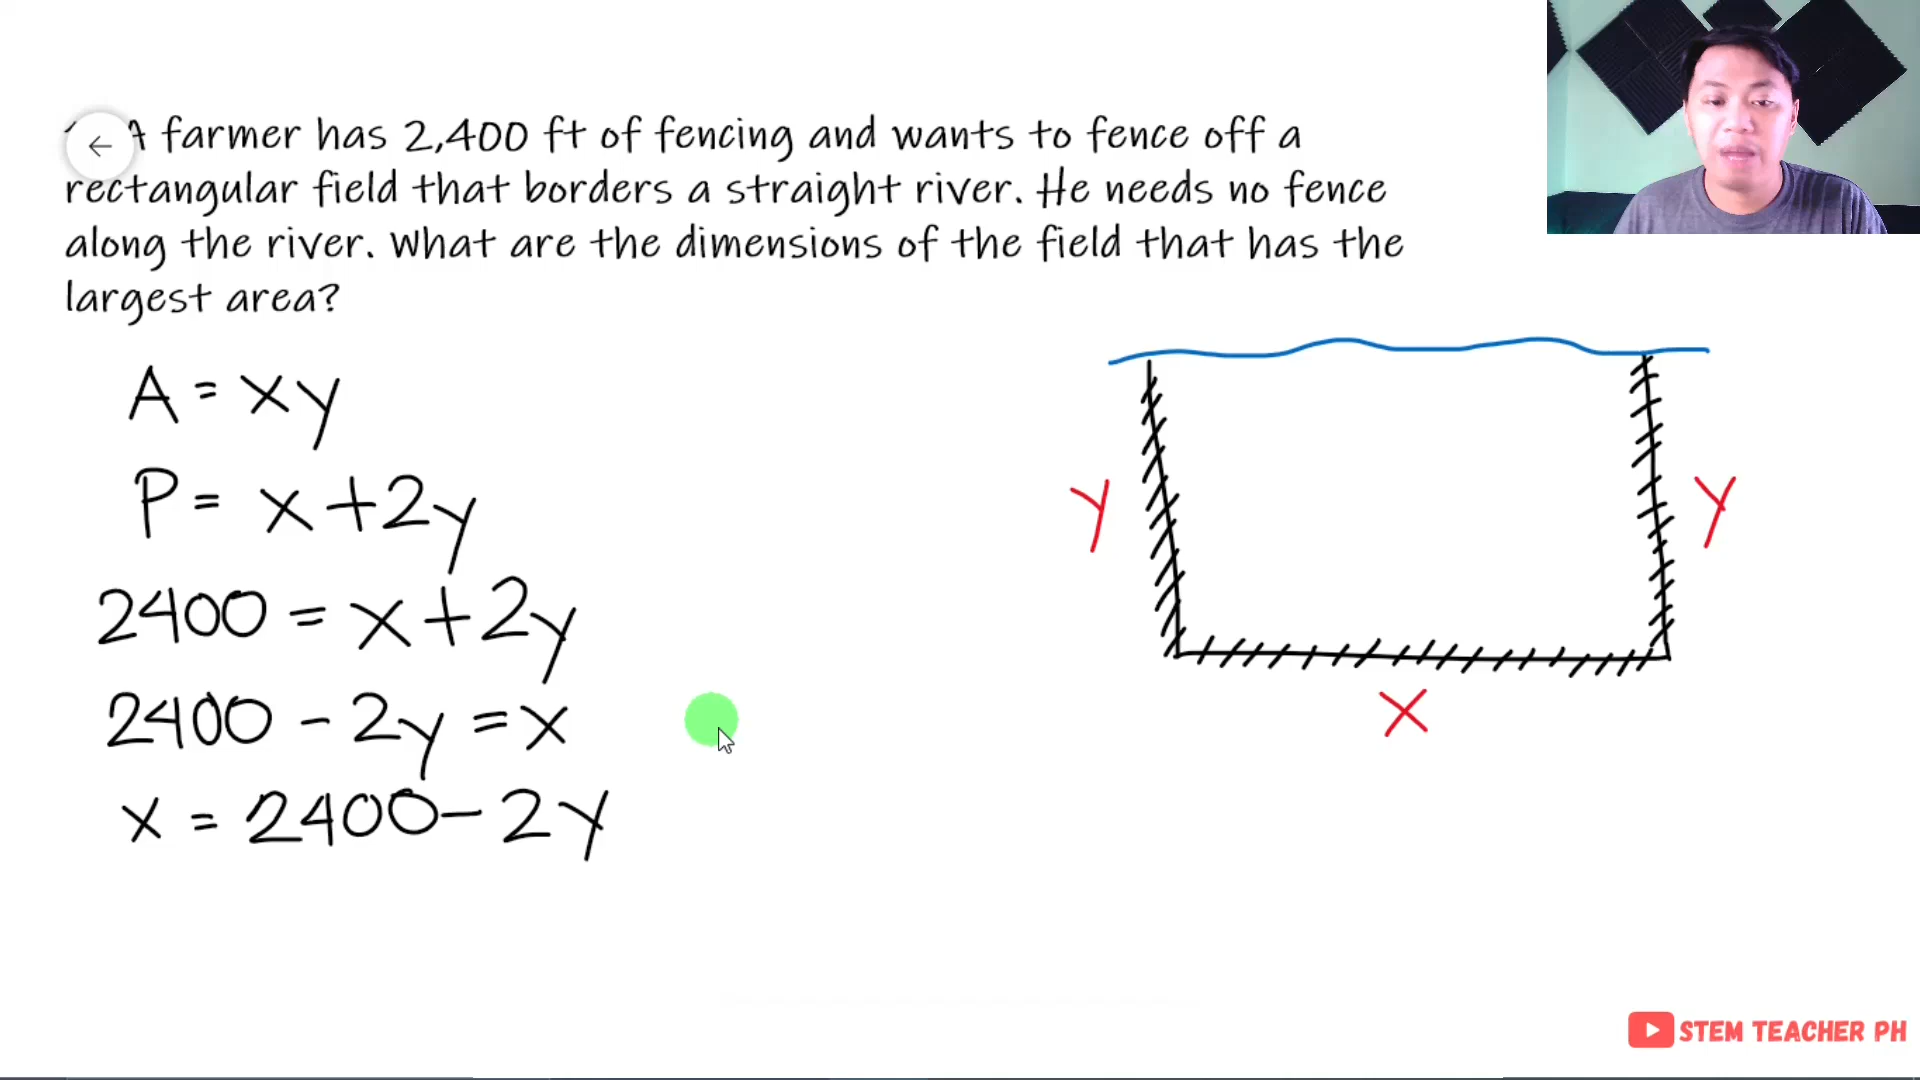 A farmer has 2,400 ft of fencing and wants to fence off a
rectangular field that borders a straight river. He needs no fence
along the river. What are the dimensions of the field that has the
largest area?
A = xy
P = x + 2y
2400 = x + 2y
2400 - 2y = x
x = 2400 - 2y
y
y
x
STEM TEACHER PH